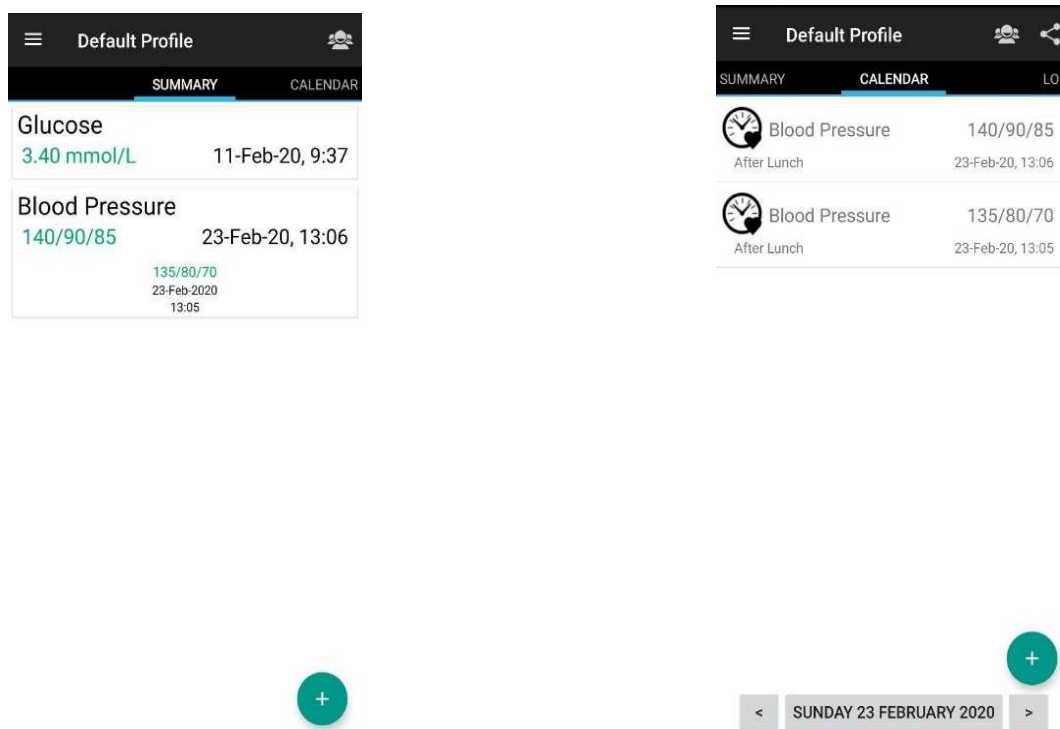 Default Profile
SUMMARY CALENDAR
Glucose
3.40 mmol/L 11-Feb-20, 9:37
Blood Pressure
140/90/85 23-Feb-20, 13:06
135/80/70
23-Feb-2020
13:05
+
Default Profile
SUMMARY CALENDAR LO
Blood Pressure 140/90/85
After Lunch 23-Feb-20, 13:06
Blood Pressure 135/80/70
After Lunch 23-Feb-20, 13:05
+
< SUNDAY 23 FEBRUARY 2020 >